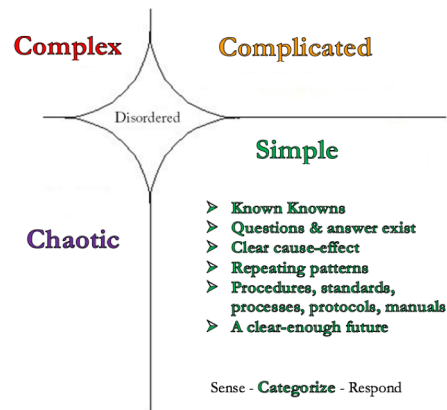 Complex
Complicated
Disordered
Simple
Chaotic
Known Knowns
Questions & answer exist
Clear cause-effect
Repeating patterns
Procedures, standards,
processes, protocols, manuals
A clear-enough future
Sense - Categorize - Respond